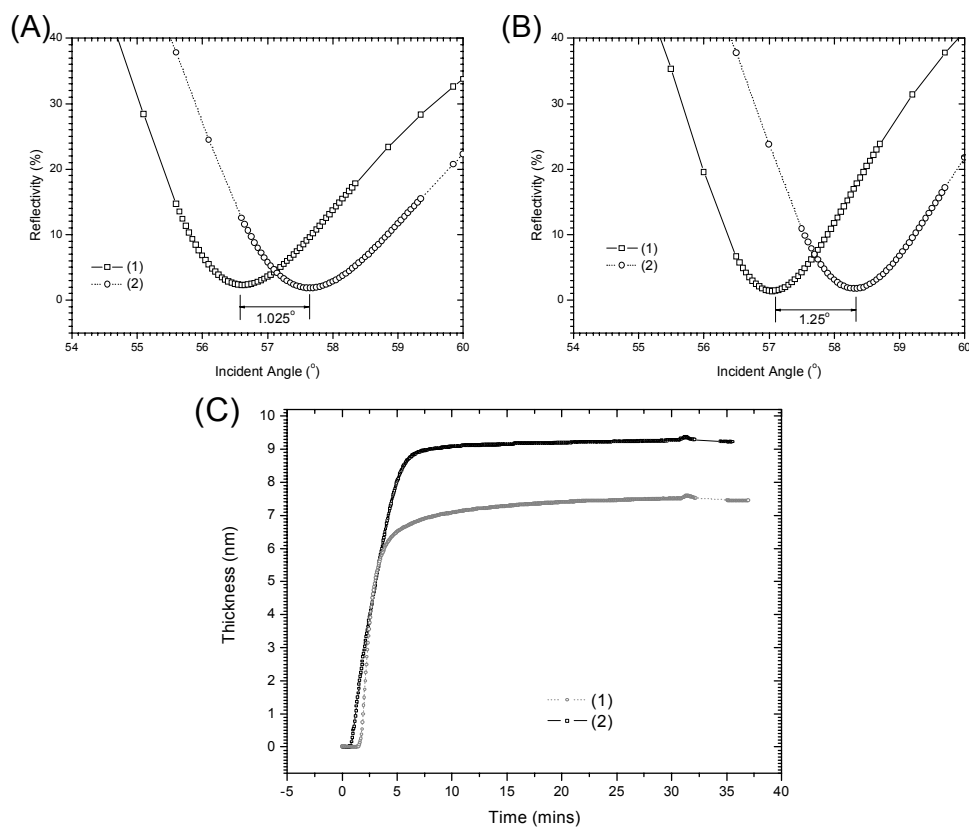 (A)
40
30
20
10
0
Reflectivity (%)
(1)
(2)
1.025°
54 55 56 57 58 59 60
Incident Angle (°)
(B)
40
30
20
10
0
Reflectivity (%)
(1)
(2)
1.25°
54 55 56 57 58 59 60
Incident Angle (°)
(C)
10
9
8
7
6
5
4
3
2
1
0
Thickness (nm)
(1)
(2)
-5 0 5 10 15 20 25 30 35 40
Time (mins)